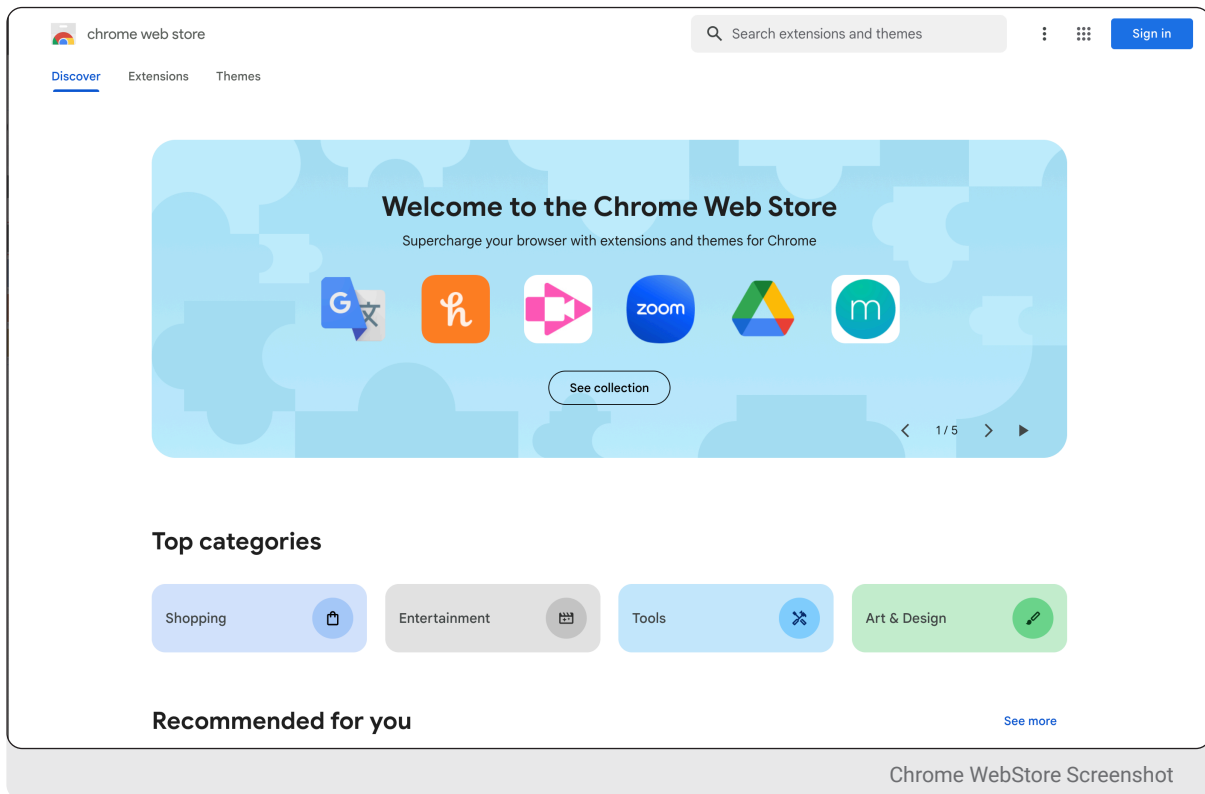 chrome web store
Search extensions and themes
Sign in
Discover
Extensions
Themes
Welcome to the Chrome Web Store
Supercharge your browser with extensions and themes for Chrome
G 文
h
zoom
m
See collection
1 / 5
Top categories
Shopping
Entertainment
Tools
Art & Design
Recommended for you
See more
Chrome WebStore Screenshot